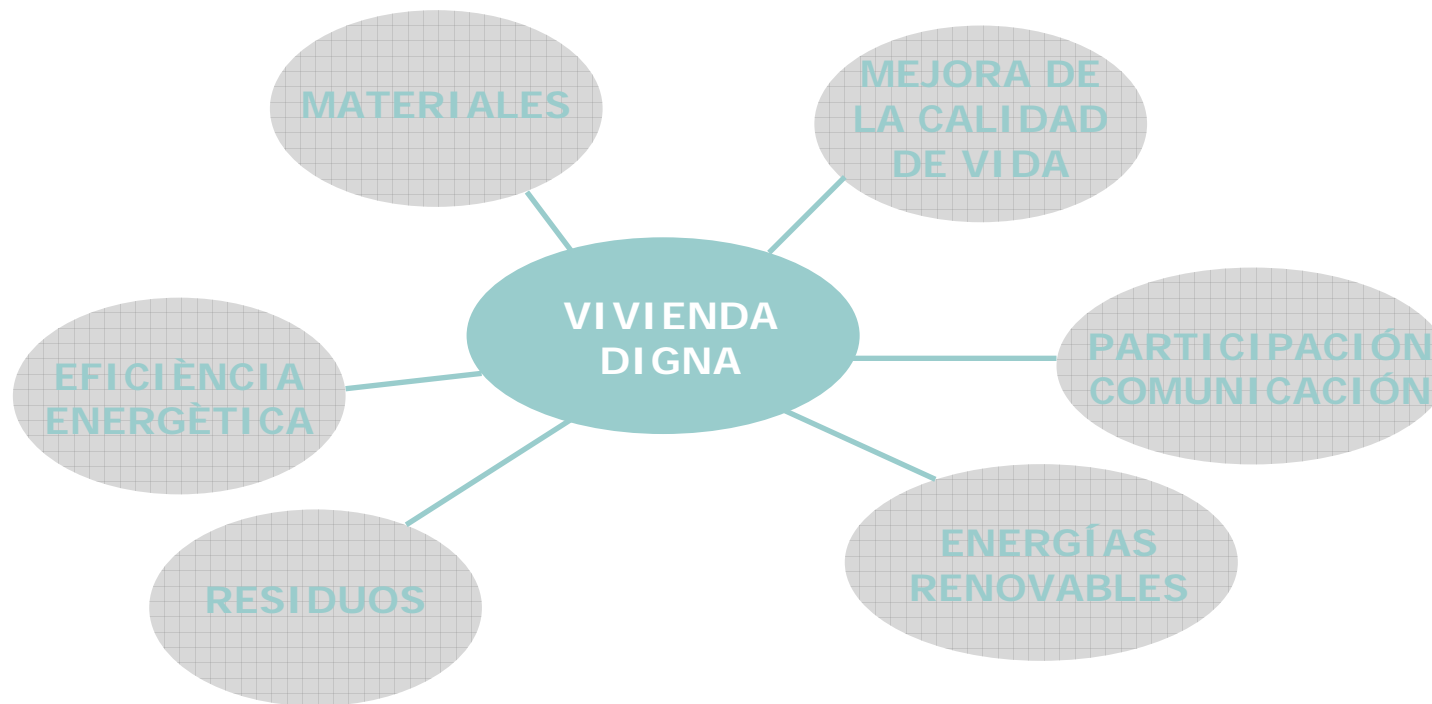 MATERIALES
MEJORA DE
LA CALIDAD
DE VIDA
VIVIENDA
DIGNA
PARTICIPACIÓN
COMUNICACIÓN
EFICIÈNCIA
ENERGÈTICA
ENERGÍAS
RENOVABLES
RESIDUOS